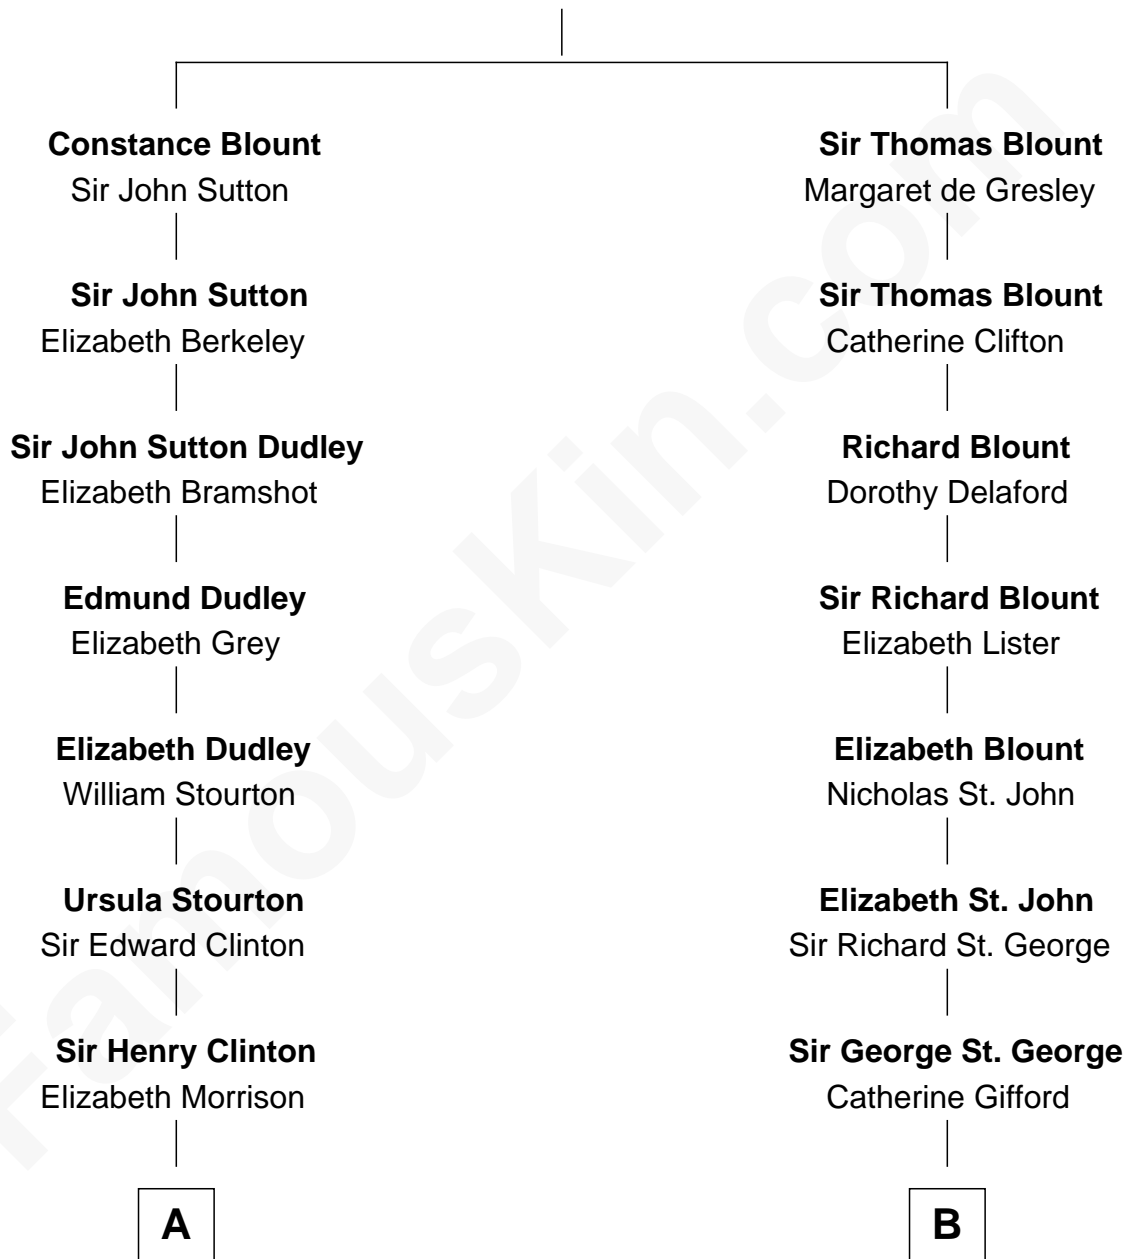 Constance Blount
Sir John Sutton
Sir John Sutton
Elizabeth Berkeley
Sir John Sutton Dudley
Elizabeth Bramshot
Edmund Dudley
Elizabeth Grey
Elizabeth Dudley
William Stourton
Ursula Stourton
Sir Edward Clinton
Sir Henry Clinton
Elizabeth Morrison
A
Sir Thomas Blount
Margaret de Gresley
Sir Thomas Blount
Catherine Clifton
Richard Blount
Dorothy Delaford
Sir Richard Blount
Elizabeth Lister
Elizabeth Blount
Nicholas St. John
Elizabeth St. John
Sir Richard St. George
Sir George St. George
Catherine Gifford
B
FamousKin.com